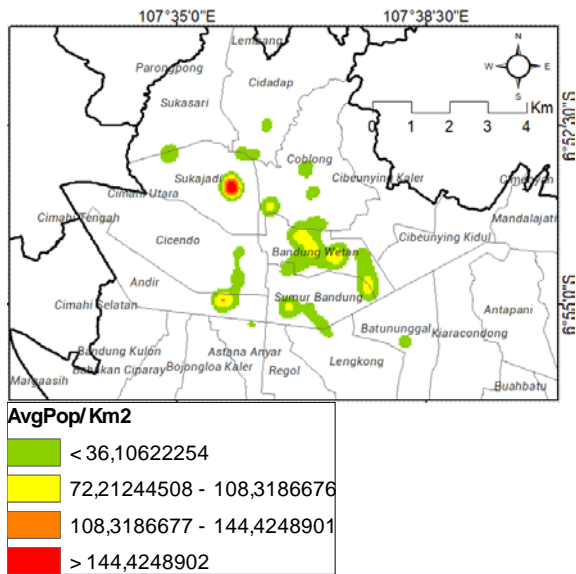 107°35'0"E 107°38'30"E
Lembang
Parongpong
Cidadap
Sukasari
N
W E
S
Km
0 1 2 3 4
6°52'30"S
Coblong
Sukajadi
Cibeunying Kaler
Cimenyan
Cimahi Utara
Cimahi Tengah
Mandalajati
Cicendo
Cibeunying Kidul
Bandung Wetan
Andir
Sumur Bandung
Cimahi Selatan
Antapani
6°55'0"S
Batununggal
Kiaracondong
Bandung Kulon
Astana Anyar
Lengkong
Babakan Ciparay
Bojongloa Kaler
Regol
Margaasih
Buahbatu
AvgPop/Km2
< 36,10622254
72,21244508 - 108,3186676
108,3186677 - 144,4248901
> 144,4248902